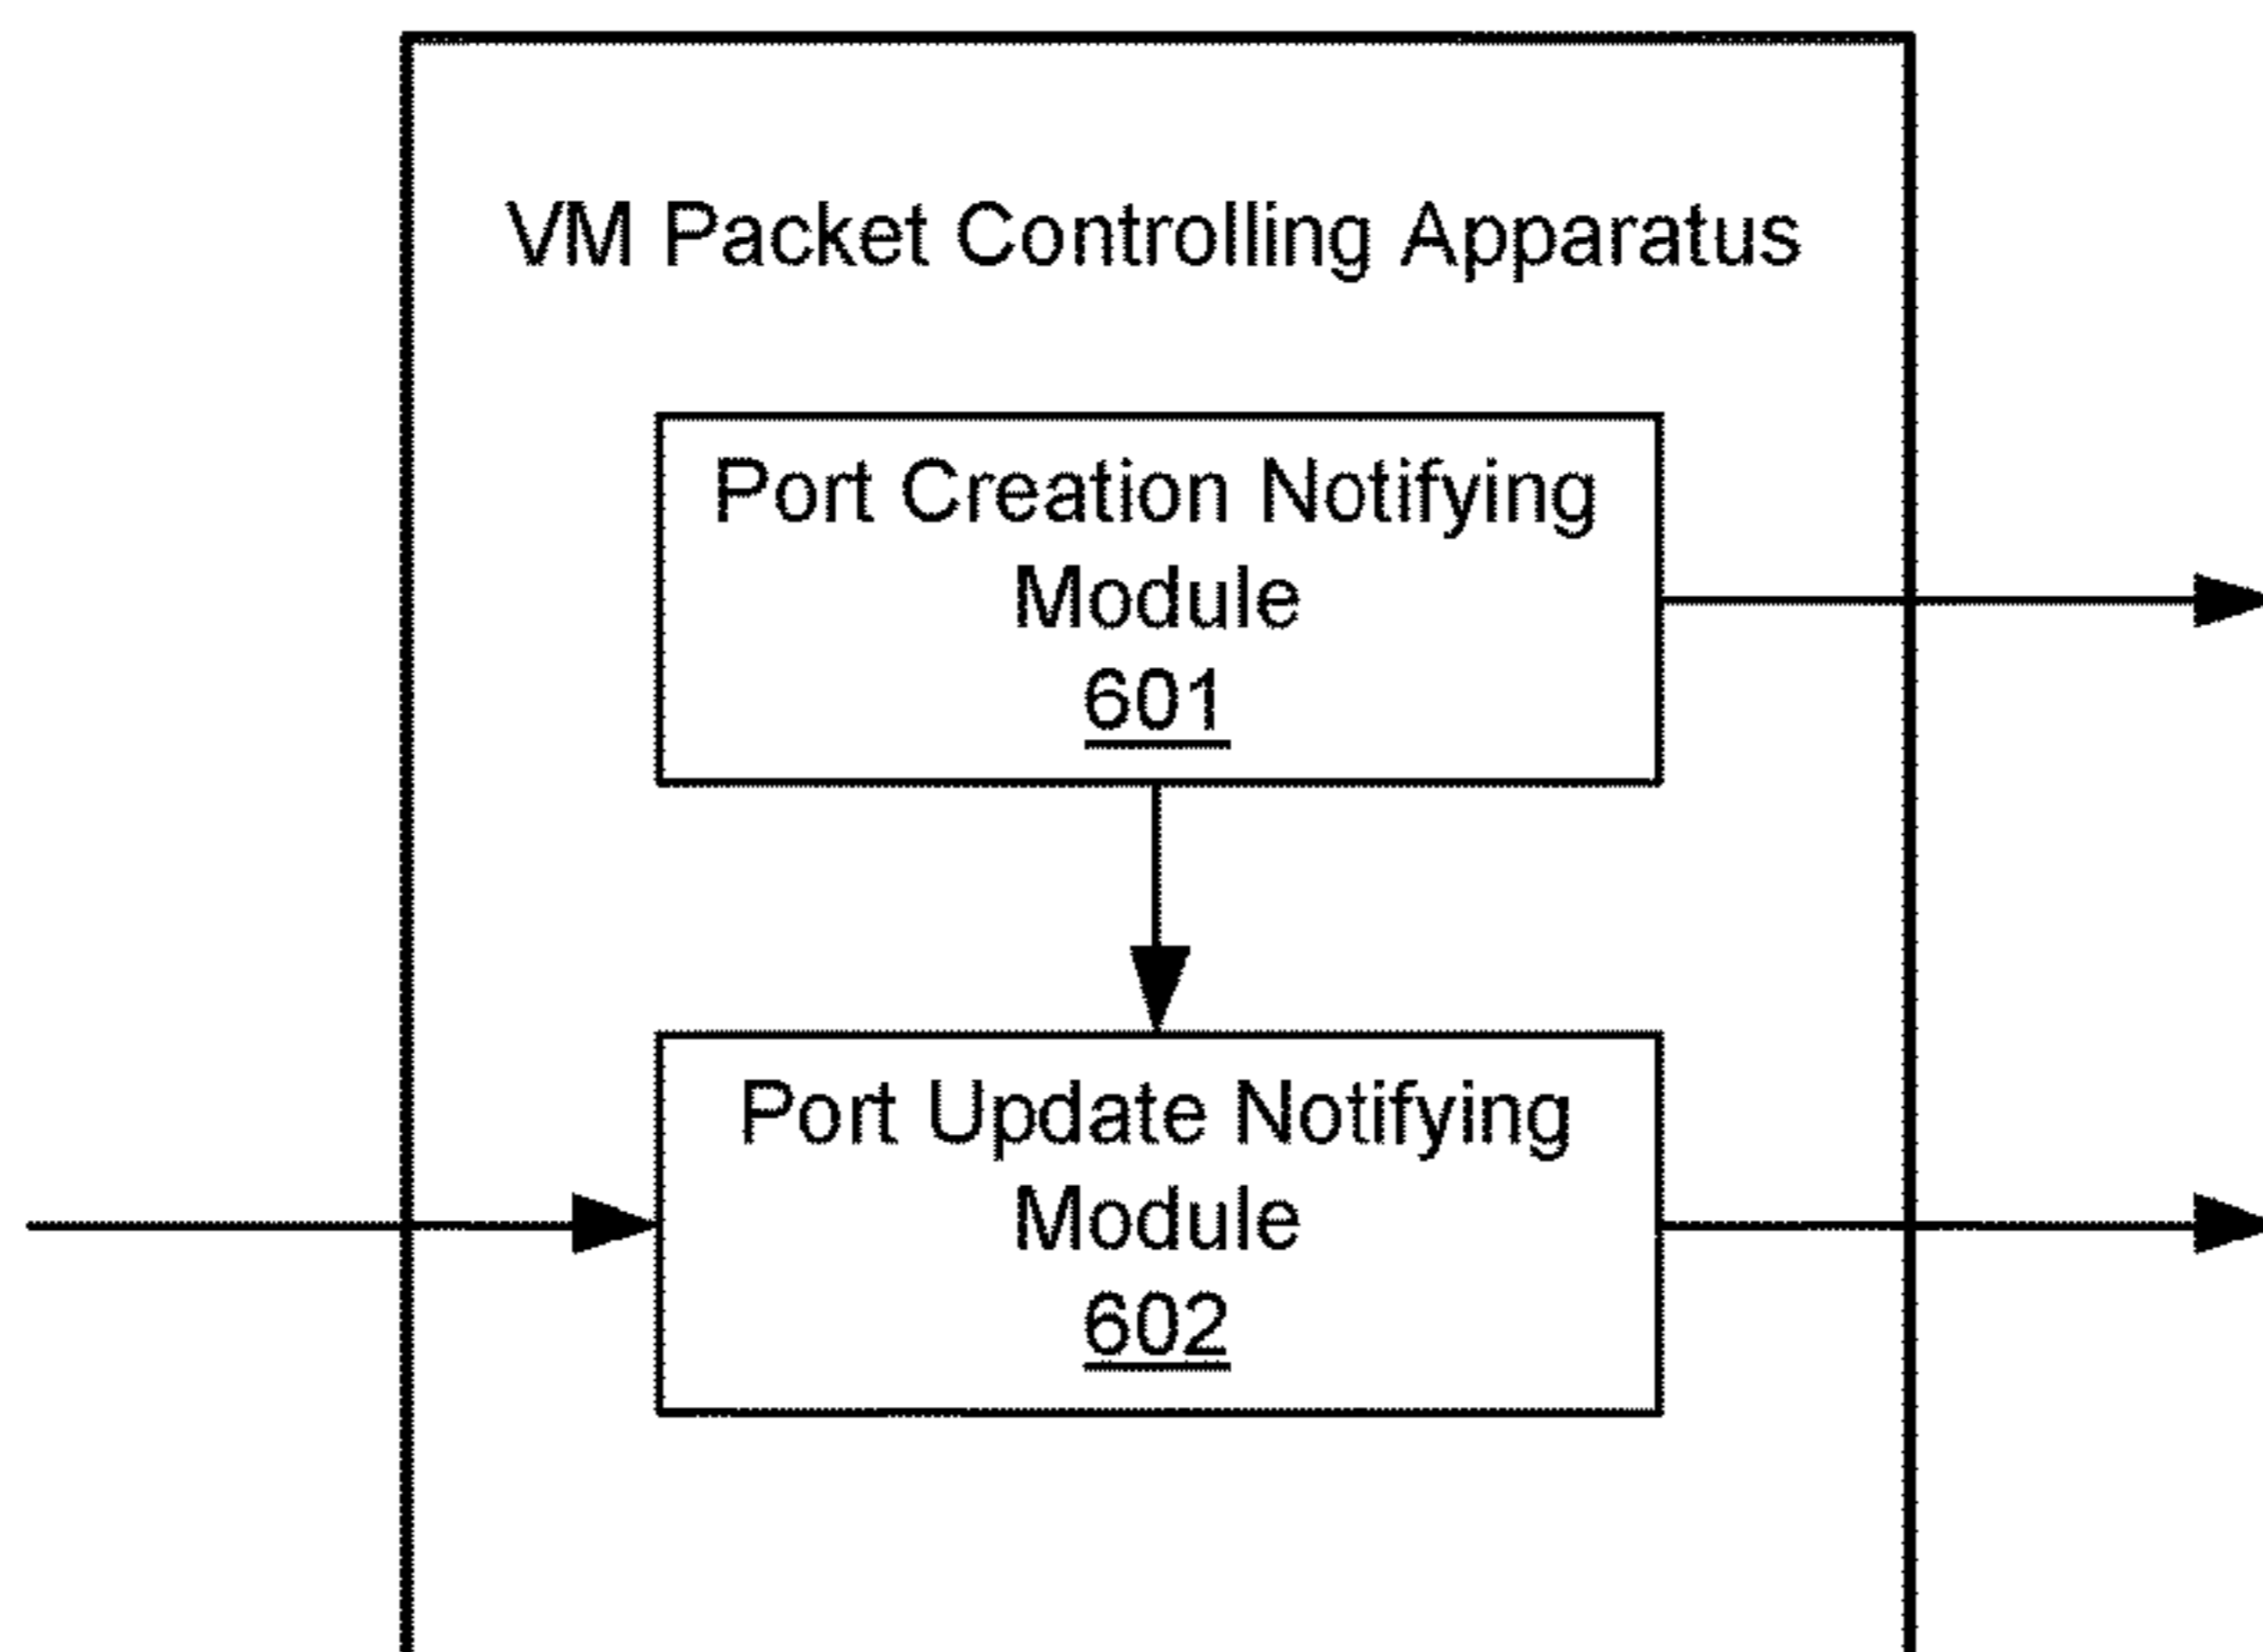 VM Packet Controlling Apparatus
Port Creation Notifying
Module
601
Port Update Notifying
Module
602